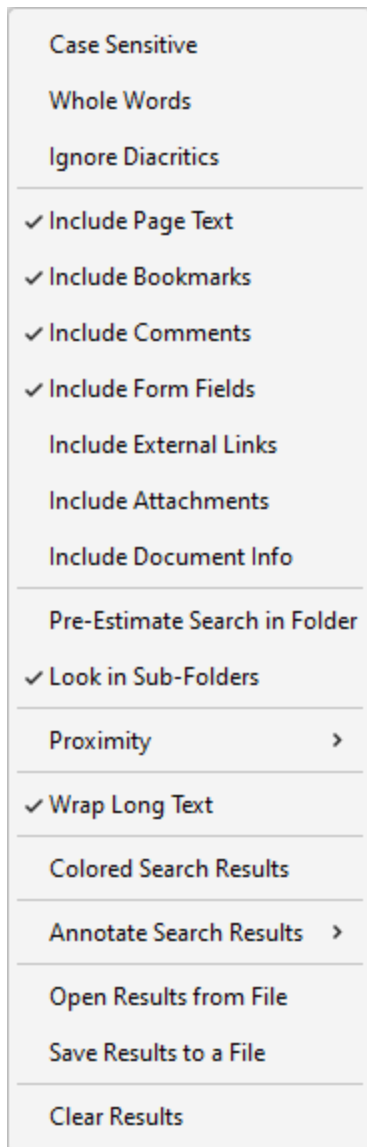 Case Sensitive
Whole Words
Ignore Diacritics
Include Page Text
Include Bookmarks
Include Comments
Include Form Fields
Include External Links
Include Attachments
Include Document Info
Pre-Estimate Search in Folder
Look in Sub-Folders
Proximity
Wrap Long Text
Colored Search Results
Annotate Search Results
Open Results from File
Save Results to a File
Clear Results